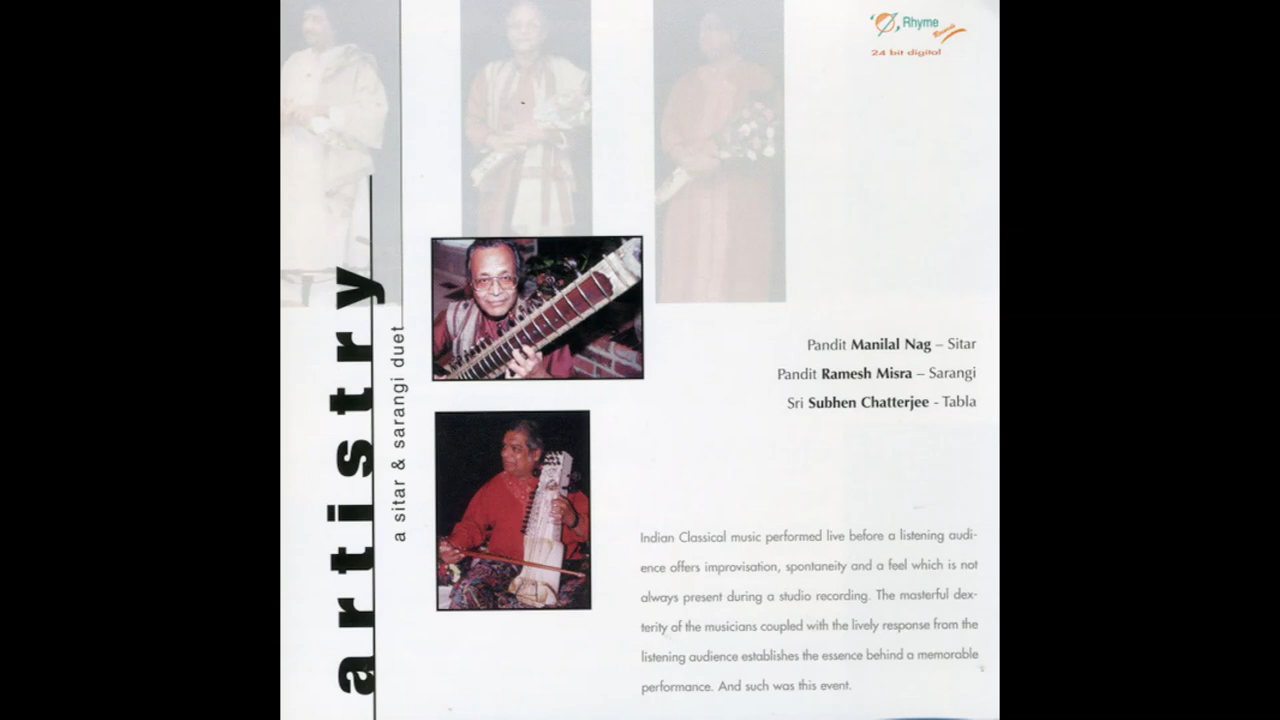 Rhyme
Records
24 bit digital
artistry
a sitar & sarangi duet
Pandit Manilal Nag – Sitar
Pandit Ramesh Misra – Sarangi
Sri Subhen Chatterjee - Tabla
Indian Classical music performed live before a listening audi-
ence offers improvisation, spontaneity and a feel which is not
always present during a studio recording. The masterful dex-
terity of the musicians coupled with the lively response from the
listening audience establishes the essence behind a memorable
performance. And such was this event.